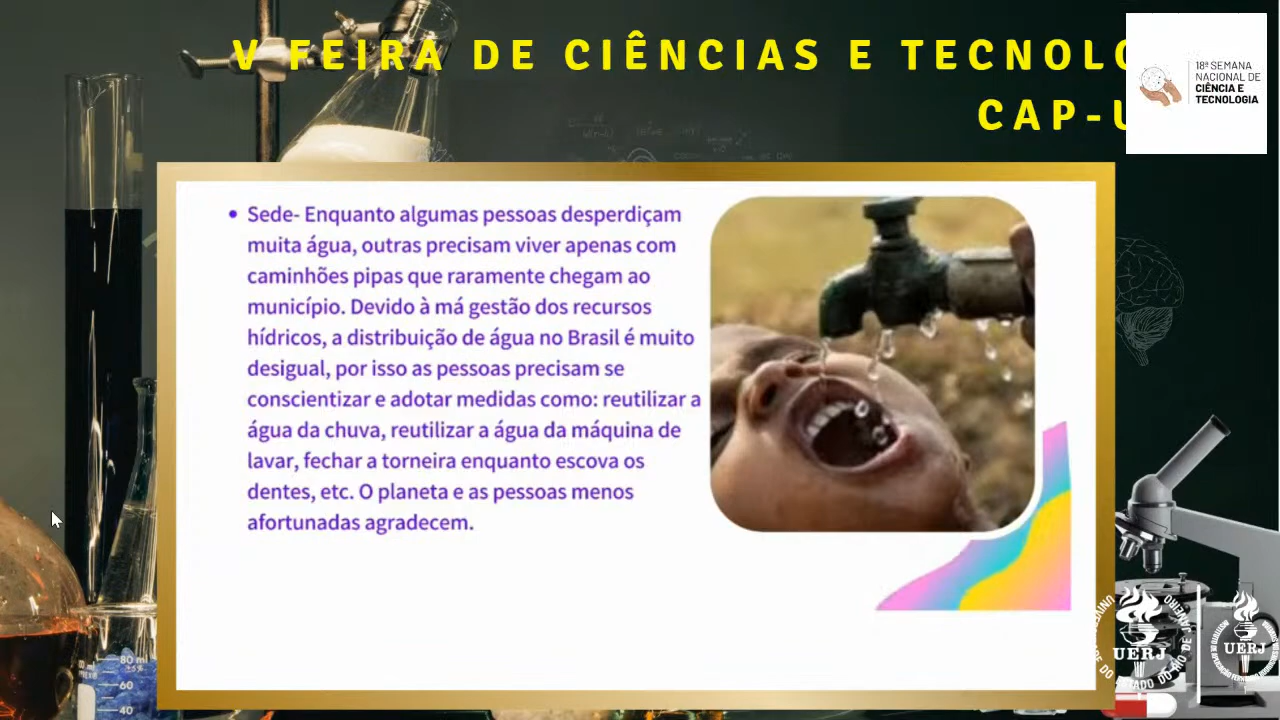 V FEIRA DE CIÊNCIAS E
CAP-
18ª SEMANA
NACIONAL DE
CIÊNCIA E
TECNOLOGIA
• Sede- Enquanto algumas pessoas desperdiçam
muita água, outras precisam viver apenas com
caminhões pipas que raramente chegam ao
município. Devido à má gestão dos recursos
hídricos, a distribuição de água no Brasil é muito
desigual, por isso as pessoas precisam se
conscientizar e adotar medidas como: reutilizar a
água da chuva, reutilizar a água da máquina de
lavar, fechar a torneira enquanto escova os
dentes, etc. O planeta e as pessoas menos
afortunadas agradecem.
80 ml
60
40
UERJ
UERJ